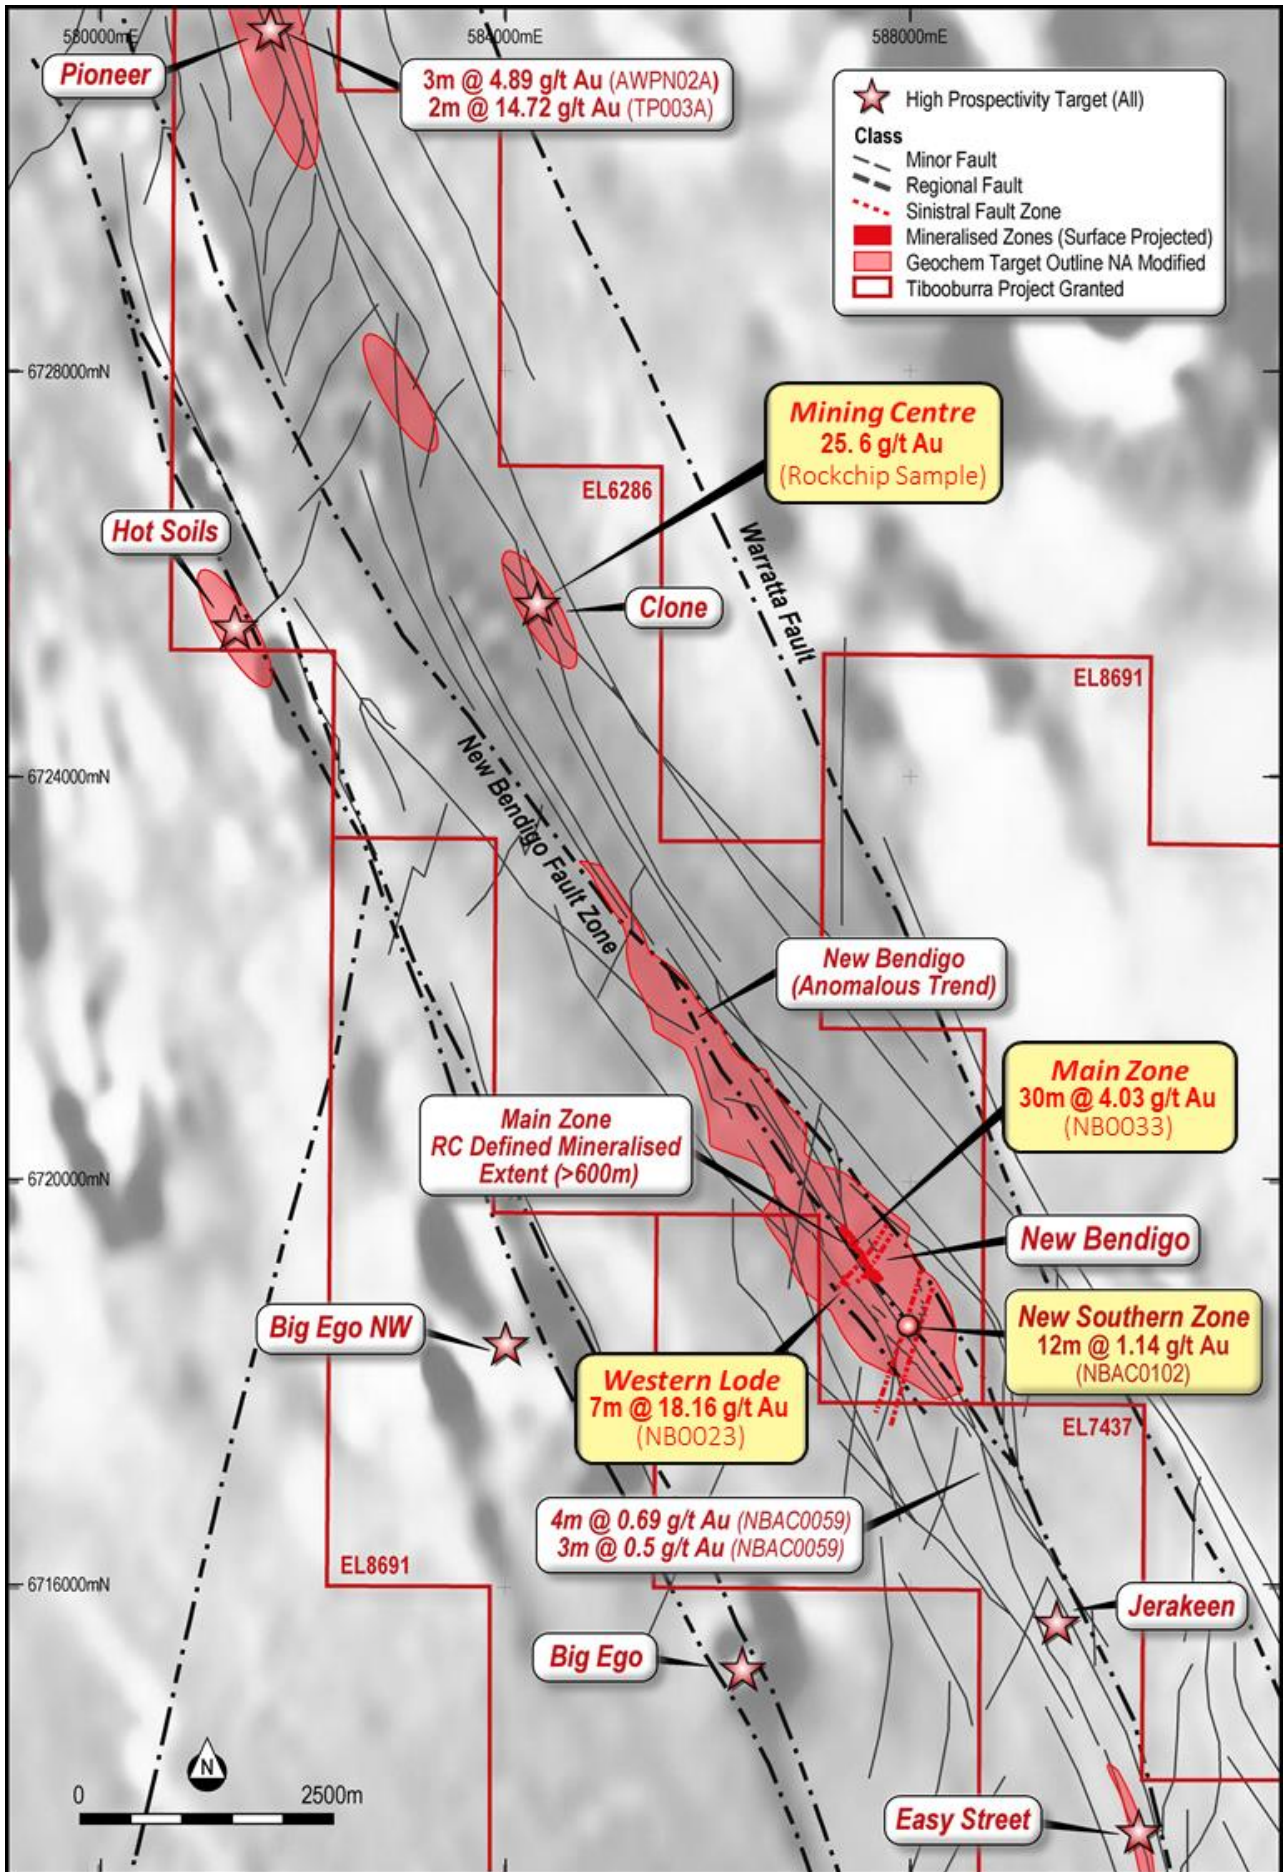 580000mE
584000mE
588000mE
Pioneer
3m @ 4.89 g/t Au (AWPN02A)
2m @ 14.72 g/t Au (TP003A)
High Prospectivity Target (All)
Class
Minor Fault
Regional Fault
Sinistral Fault Zone
Mineralised Zones (Surface Projected)
Geochem Target Outline NA Modified
Tibooburra Project Granted
6728000mN
Mining Centre
25. 6 g/t Au
(Rockchip Sample)
EL6286
Hot Soils
Warratta Fault
Clone
EL8691
New Bendigo Fault Zone
6724000mN
New Bendigo
(Anomalous Trend)
Main Zone
30m @ 4.03 g/t Au
(NB0033)
Main Zone
RC Defined Mineralised
Extent (>600m)
6720000mN
New Bendigo
Big Ego NW
New Southern Zone
12m @ 1.14 g/t Au
(NBAC0102)
Western Lode
7m @ 18.16 g/t Au
(NB0023)
EL7437
4m @ 0.69 g/t Au (NBAC0059)
3m @ 0.5 g/t Au (NBAC0059)
EL8691
6716000mN
Jerakeen
Big Ego
N
0
2500m
Easy Street